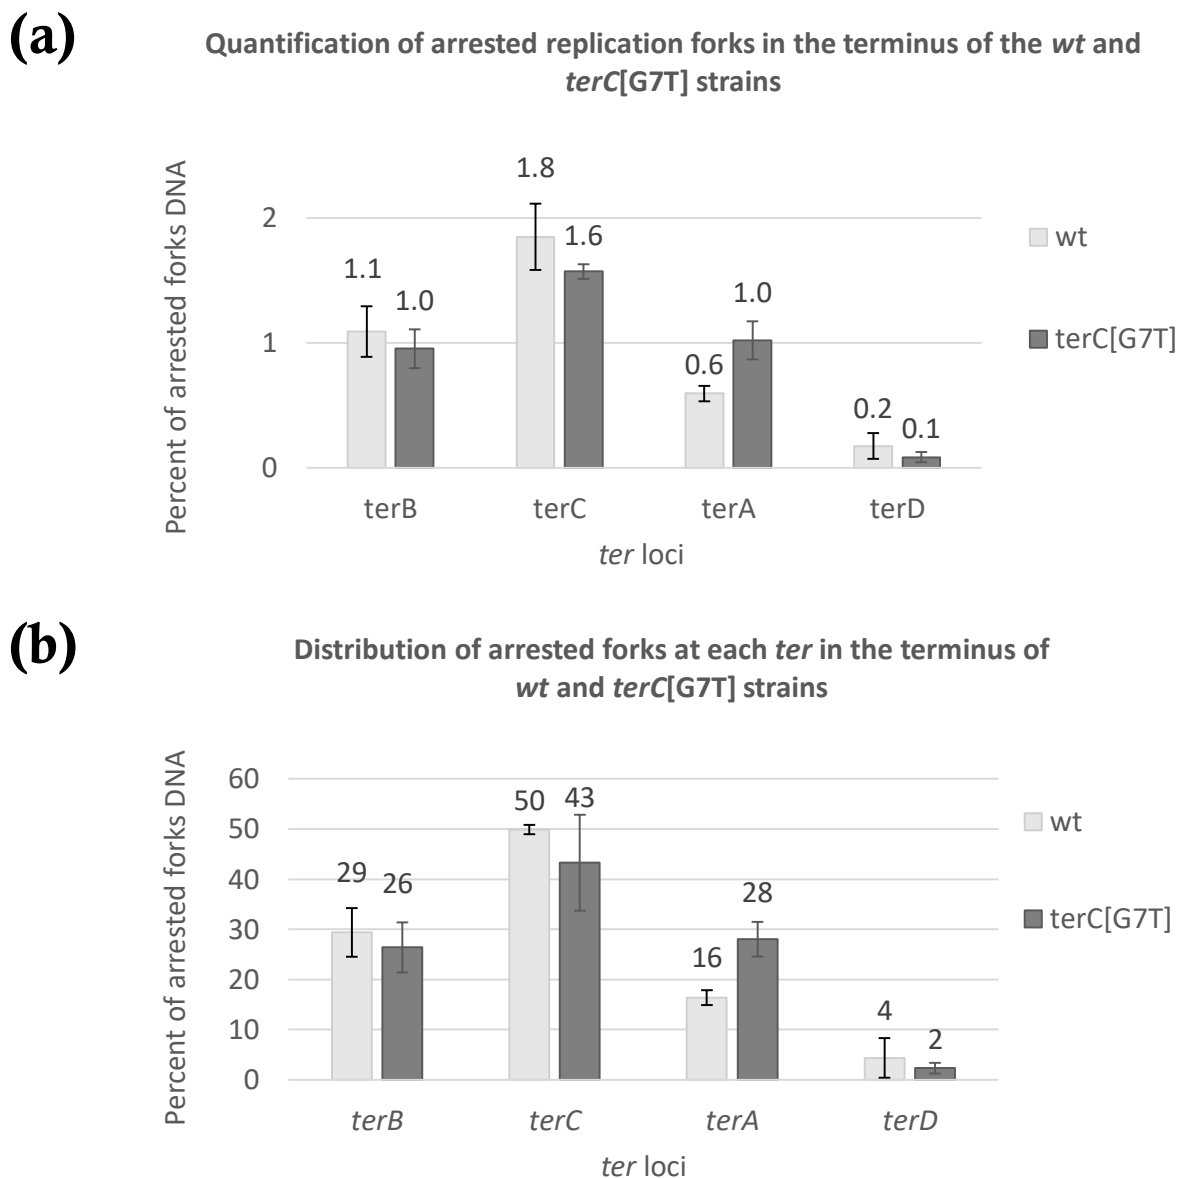 (a)
Quantification of arrested replication forks in the terminus of the wt and
terC[G7T] strains
Percent of arrested forks DNA
2
1
0
1.1
1.0
1.8
1.6
0.6
1.0
0.2
0.1
terB
terC
terA
terD
ter loci
wt
terC[G7T]
(b)
Distribution of arrested forks at each ter in the terminus of
wt and terC[G7T] strains
Percent of arrested forks DNA
60
50
40
30
20
10
0
29
26
50
43
16
28
4
2
terB
terC
terA
terD
ter loci
wt
terC[G7T]